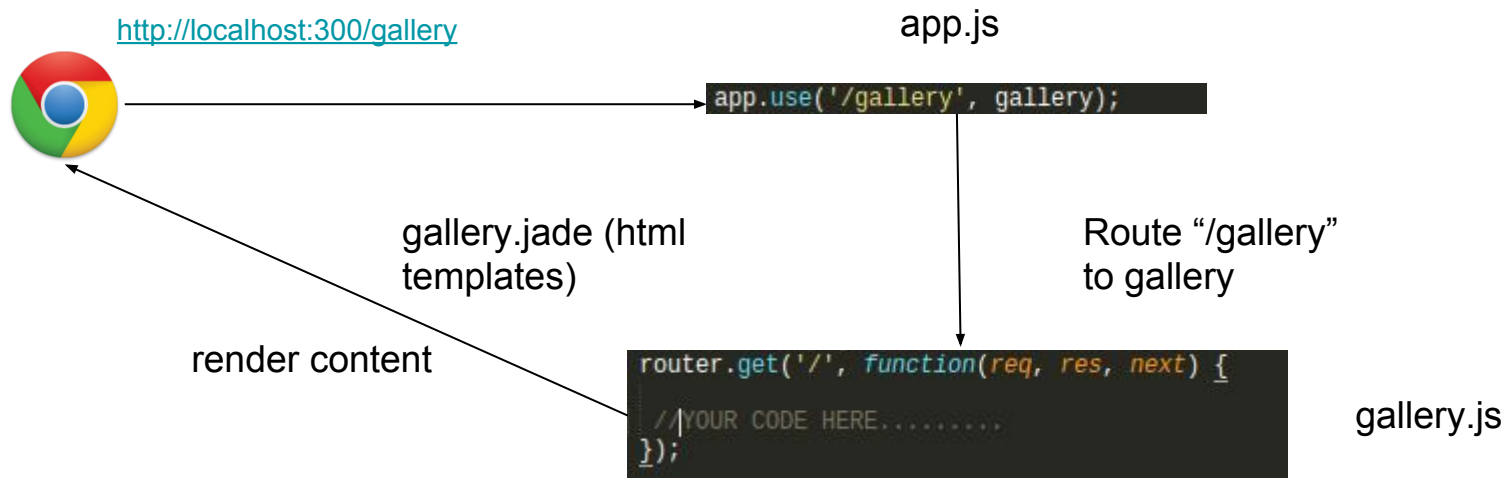 http://localhost:300/gallery
app.js
app.use('/gallery', gallery);
gallery.jade (html
templates)
Route “/gallery”
to gallery
render content
router.get('/', function(req, res, next) {
//YOUR CODE HERE.........
});
gallery.js